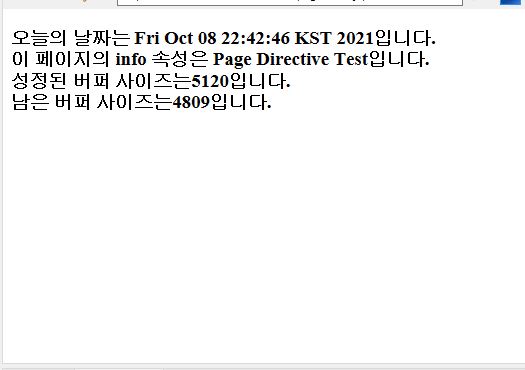 오늘의 날짜는 Fri Oct 08 22:42:46 KST 2021입니다.
이 페이지의 info 속성은 Page Directive Test입니다.
성정된 버퍼 사이즈는5120입니다.
남은 버퍼 사이즈는4809입니다.